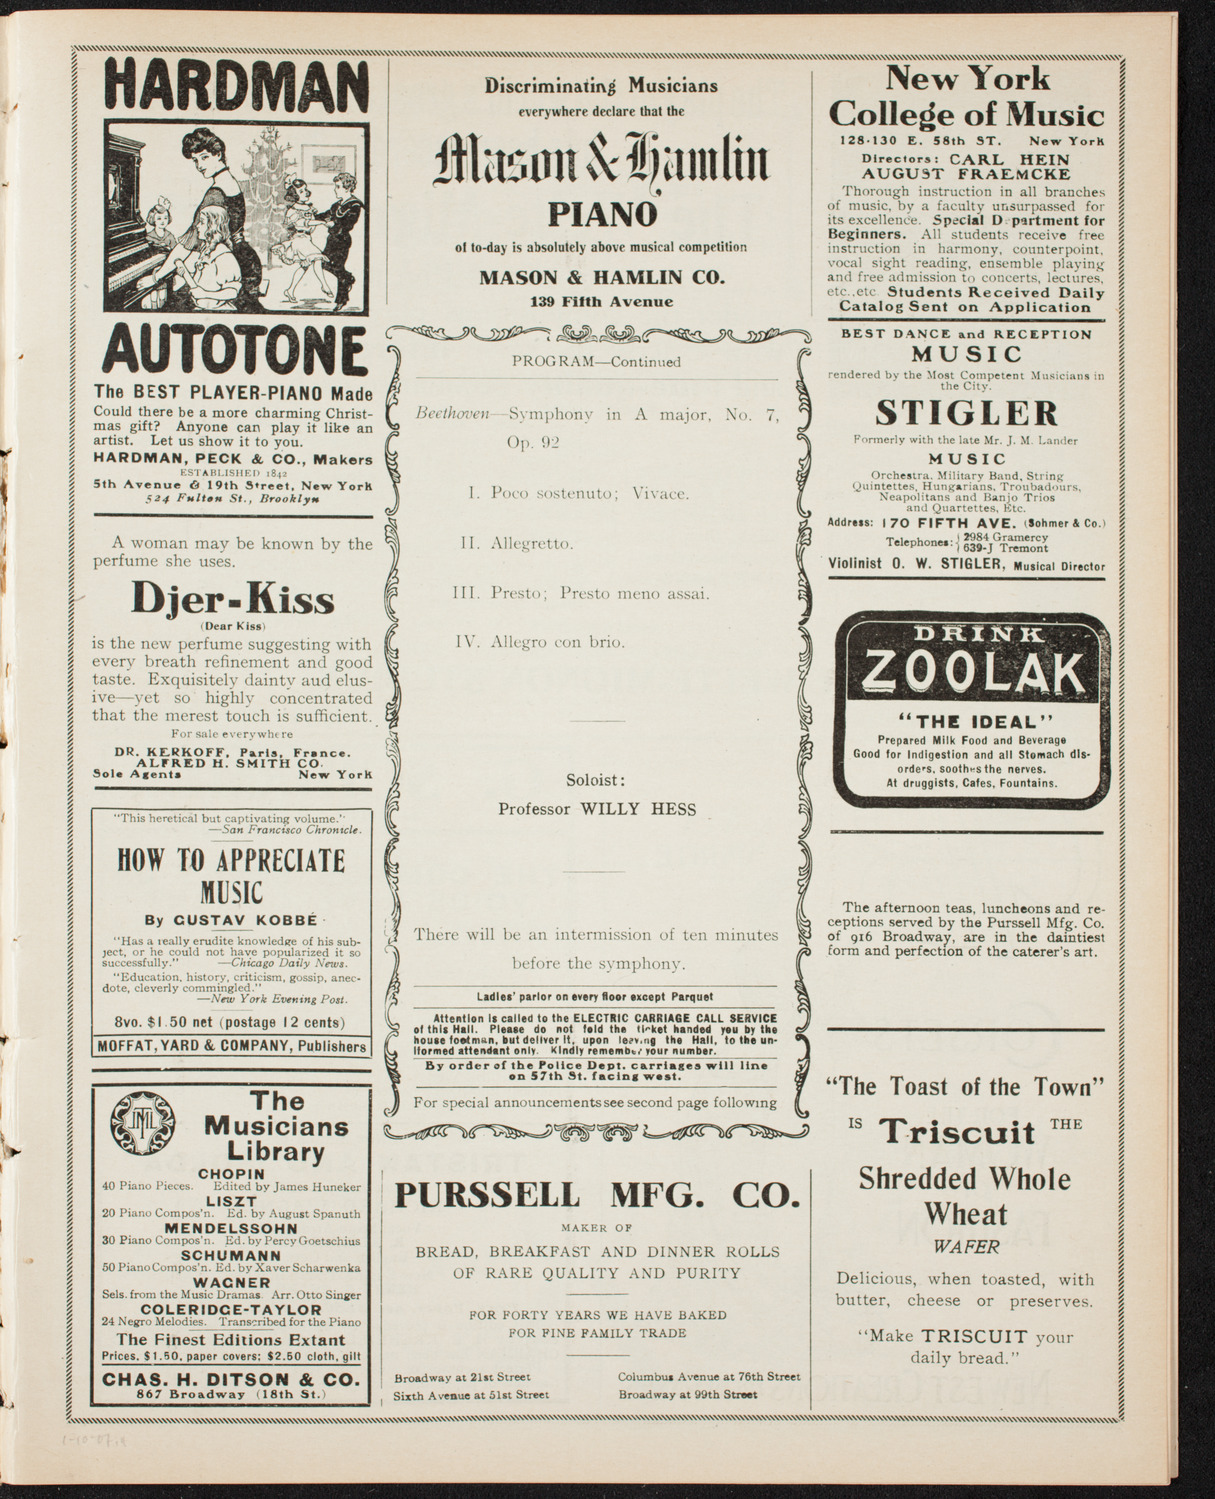 HARDMAN
AUTOTONE
The BEST PLAYER-PIANO Made
Could there be a more charming Christ-
mas gift? Anyone can play it like an
artist. Let us show it to you.
HARDMAN, PECK & CO., Makers
ESTABLISHED 1842
5th Avenue & 19th Street, New York
524 Fulton St., Brooklyn
A woman may be known by the
perfume she uses.
Djer-Kiss
(Dear Kiss)
is the new perfume suggesting with
every breath refinement and good
taste. Exquisitely dainty aud elus-
ive—yet so highly concentrated
that the merest touch is sufficient.
For sale everywhere
DR. KERKOFF, Paris, France.
ALFRED H. SMITH CO.
Sole Agents New York
"This heretical but captivating volume."
—San Francisco Chronicle.
HOW TO APPRECIATE
MUSIC
By GUSTAV KOBBÉ
"Has a really erudite knowledge of his sub-
ject, or he could not have popularized it so
successfully." —Chicago Daily News.
"Education, history, criticism, gossip, anec-
dote, cleverly commingled."
—New York Evening Post.
8vo. $1.50 net (postage 12 cents)
MOFFAT, YARD & COMPANY, Publishers
The
Musicians
Library
CHOPIN
40 Piano Pieces. Edited by James Huneker
LISZT
20 Piano Compos'n. Ed. by August Spanuth
MENDELSSOHN
30 Piano Compos'n. Ed. by Percy Goetschius
SCHUMANN
50 Piano Compos'n. Ed. by Xaver Scharwenka
WAGNER
Sels. from the Music Dramas. Arr. Otto Singer
COLERIDGE-TAYLOR
24 Negro Melodies. Transcribed for the Piano
The Finest Editions Extant
Prices, $1.50, paper covers; $2.50 cloth, gilt
CHAS. H. DITSON & CO.
867 Broadway (18th St.)
Discriminating Musicians
everywhere declare that the
Mason & Hamlin
PIANO
of to-day is absolutely above musical competition
MASON & HAMLIN CO.
139 Fifth Avenue
PROGRAM—Continued
Beethoven—Symphony in A major, No. 7,
Op. 92
I. Poco sostenuto; Vivace.
II. Allegretto.
III. Presto; Presto meno assai.
IV. Allegro con brio.
Soloist:
Professor WILLY HESS
There will be an intermission of ten minutes
before the symphony.
Ladies' parlor on every floor except Parquet
Attention is called to the ELECTRIC CARRIAGE CALL SERVICE
of this Hall. Please do not fold the ticket handed you by the
house footman, but deliver it, upon leaving the Hall, to the un-
iformed attendant only. Kindly remember your number.
By order of the Police Dept. carriages will line
on 57th St. facing west.
For special announcements see second page following
PURSSELL MFG. CO.
MAKER OF
BREAD, BREAKFAST AND DINNER ROLLS
OF RARE QUALITY AND PURITY
FOR FORTY YEARS WE HAVE BAKED
FOR FINE FAMILY TRADE
Broadway at 21st Street Columbus Avenue at 76th Street
Sixth Avenue at 51st Street Broadway at 99th Street
New York
College of Music
128-130 E. 58th ST. New York
Directors: CARL HEIN
AUGUST FRAEMCKE
Thorough instruction in all branches
of music, by a faculty unsurpassed for
its excellence. Special D partment for
Beginners. All students receive free
instruction in harmony, counterpoint,
vocal sight reading, ensemble playing
and free admission to concerts, lectures,
etc., etc. Students Received Daily
Catalog Sent on Application
BEST DANCE and RECEPTION
MUSIC
rendered by the Most Competent Musicians in
the City.
STIGLER
Formerly with the late Mr. J. M. Lander
MUSIC
Orchestra, Military Band, String
Quintettes, Hungarians, Troubadours,
Neapolitans and Banjo Trios
and Quartettes, Etc.
Address: 170 FIFTH AVE. (Sohmer & Co.)
Telephones: 2984 Gramercy
639-J Tremont
Violinist O. W. STIGLER, Musical Director
DRINK
ZOOLAK
"THE IDEAL"
Prepared Milk Food and Beverage
Good for Indigestion and all Stomach dis-
orders, soothes the nerves.
At druggists, Cafes, Fountains.
The afternoon teas, luncheons and re-
ceptions served by the Purssell Mfg. Co.
of 916 Broadway, are in the daintiest
form and perfection of the caterer's art.
"The Toast of the Town"
IS Triscuit THE
Shredded Whole
Wheat
WAFER
Delicious, when toasted, with
butter, cheese or preserves.
"Make TRISCUIT your
daily bread."